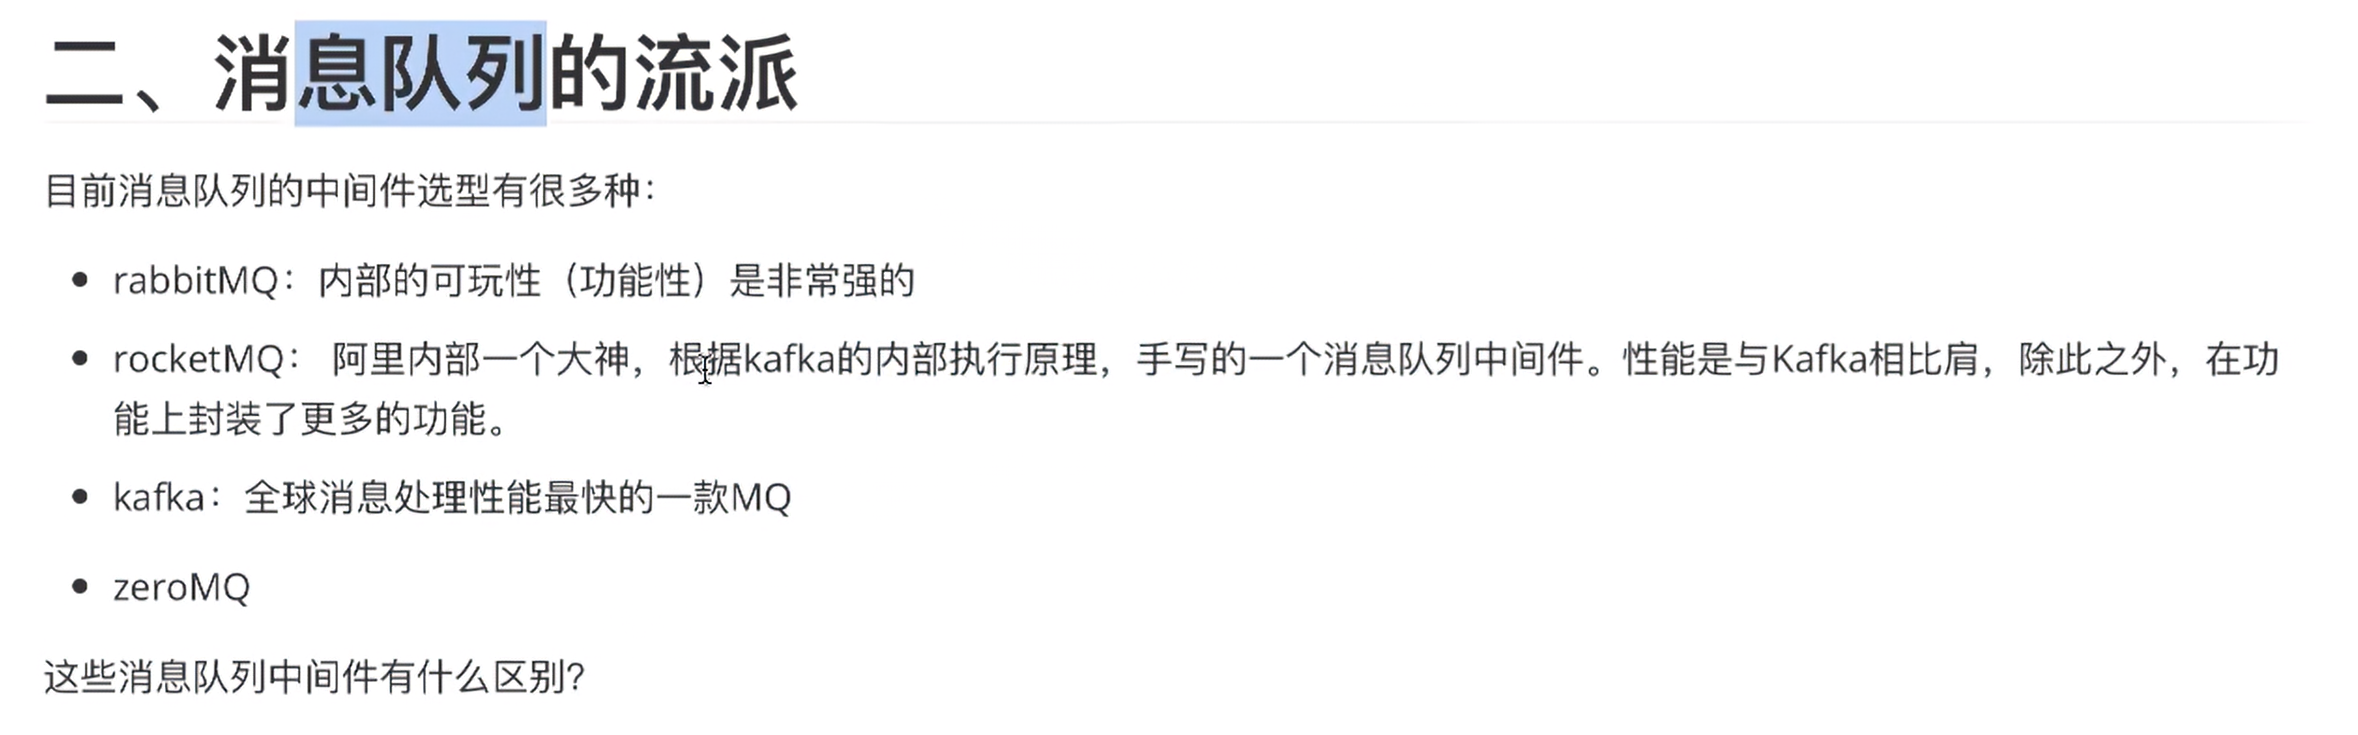 二、消息队列的流派
目前消息队列的中间件选型有很多种：
rabbitMQ：内部的可玩性（功能性）是非常强的
rocketMQ： 阿里内部一个大神，根据kafka的内部执行原理，手写的一个消息队列中间件。性能是与Kafka相比肩，除此之外，在功
能上封装了更多的功能。
kafka：全球消息处理性能最快的一款MQ
zeroMQ
这些消息队列中间件有什么区别？